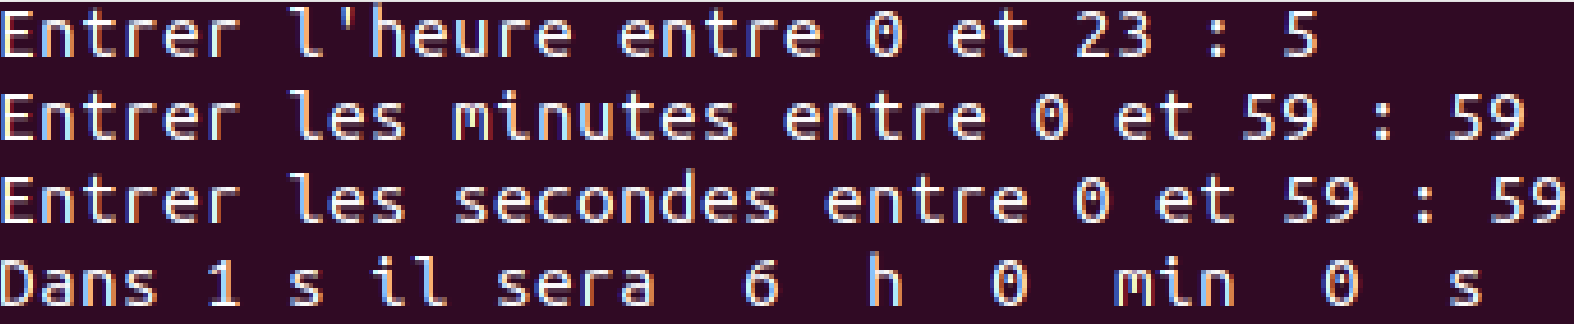 Entrer l'heure entre 0 et 23 : 5
Entrer les minutes entre 0 et 59 : 59
Entrer les secondes entre 0 et 59 : 59
Dans 1 s il sera  6  h  0  min  0  s